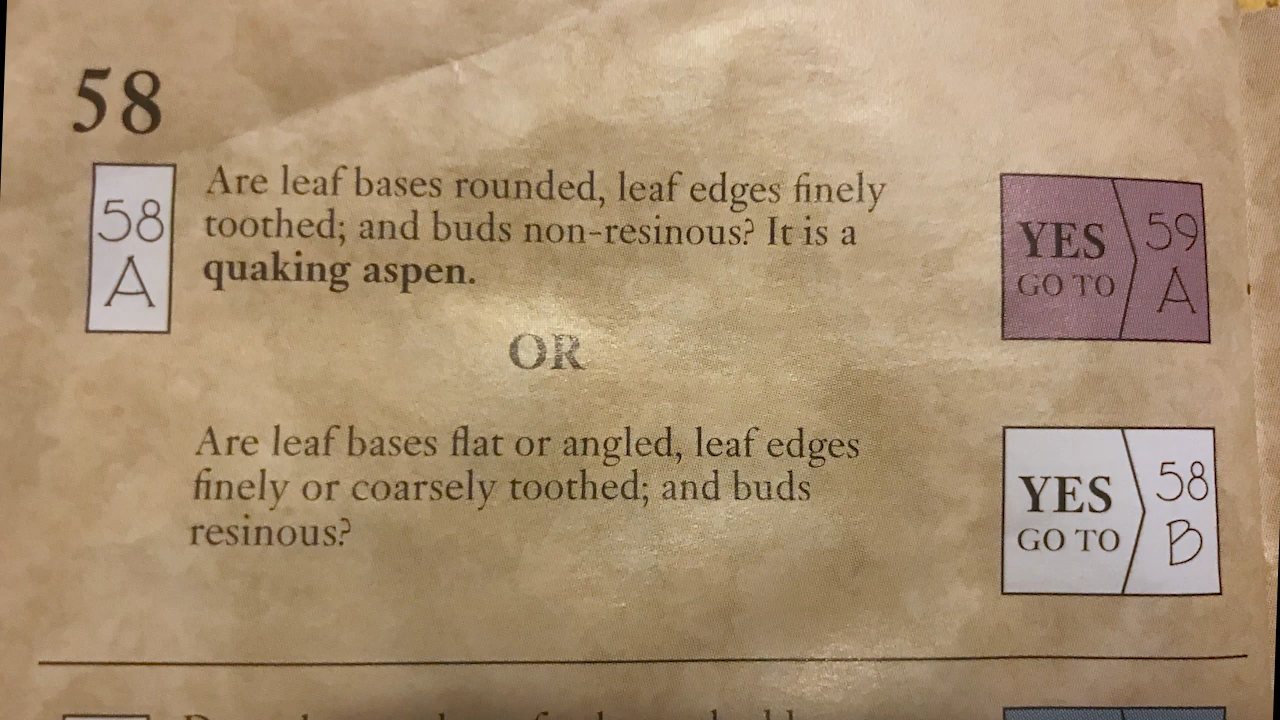 58
58
A
Are leaf bases rounded, leaf edges finely
toothed; and buds non-resinous? It is a
quaking aspen.
YES
GO TO
59
A
OR
Are leaf bases flat or angled, leaf edges
finely or coarsely toothed; and buds
resinous?
YES
GO TO
58
B